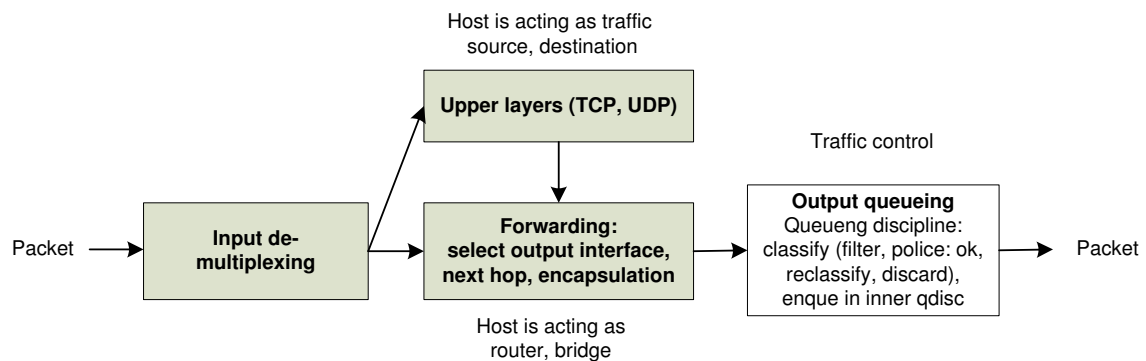 Host is acting as traffic
source, destination
Upper layers (TCP, UDP)
Traffic control
Packet
Input de-
multiplexing
Forwarding:
select output interface,
next hop, encapsulation
Output queueing
Queueng discipline:
classify (filter, police: ok,
reclassify, discard),
enque in inner qdisc
Packet
Host is acting as
router, bridge